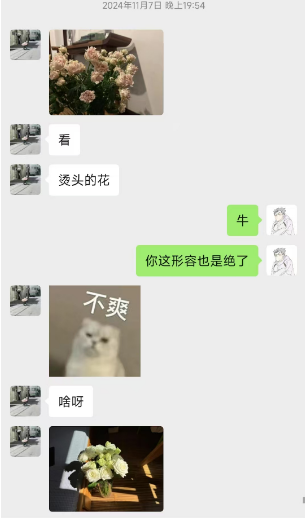 2024年11月7日 晚上19:54
看
烫头的花
牛
你这形容也是绝了
不爽
啥呀